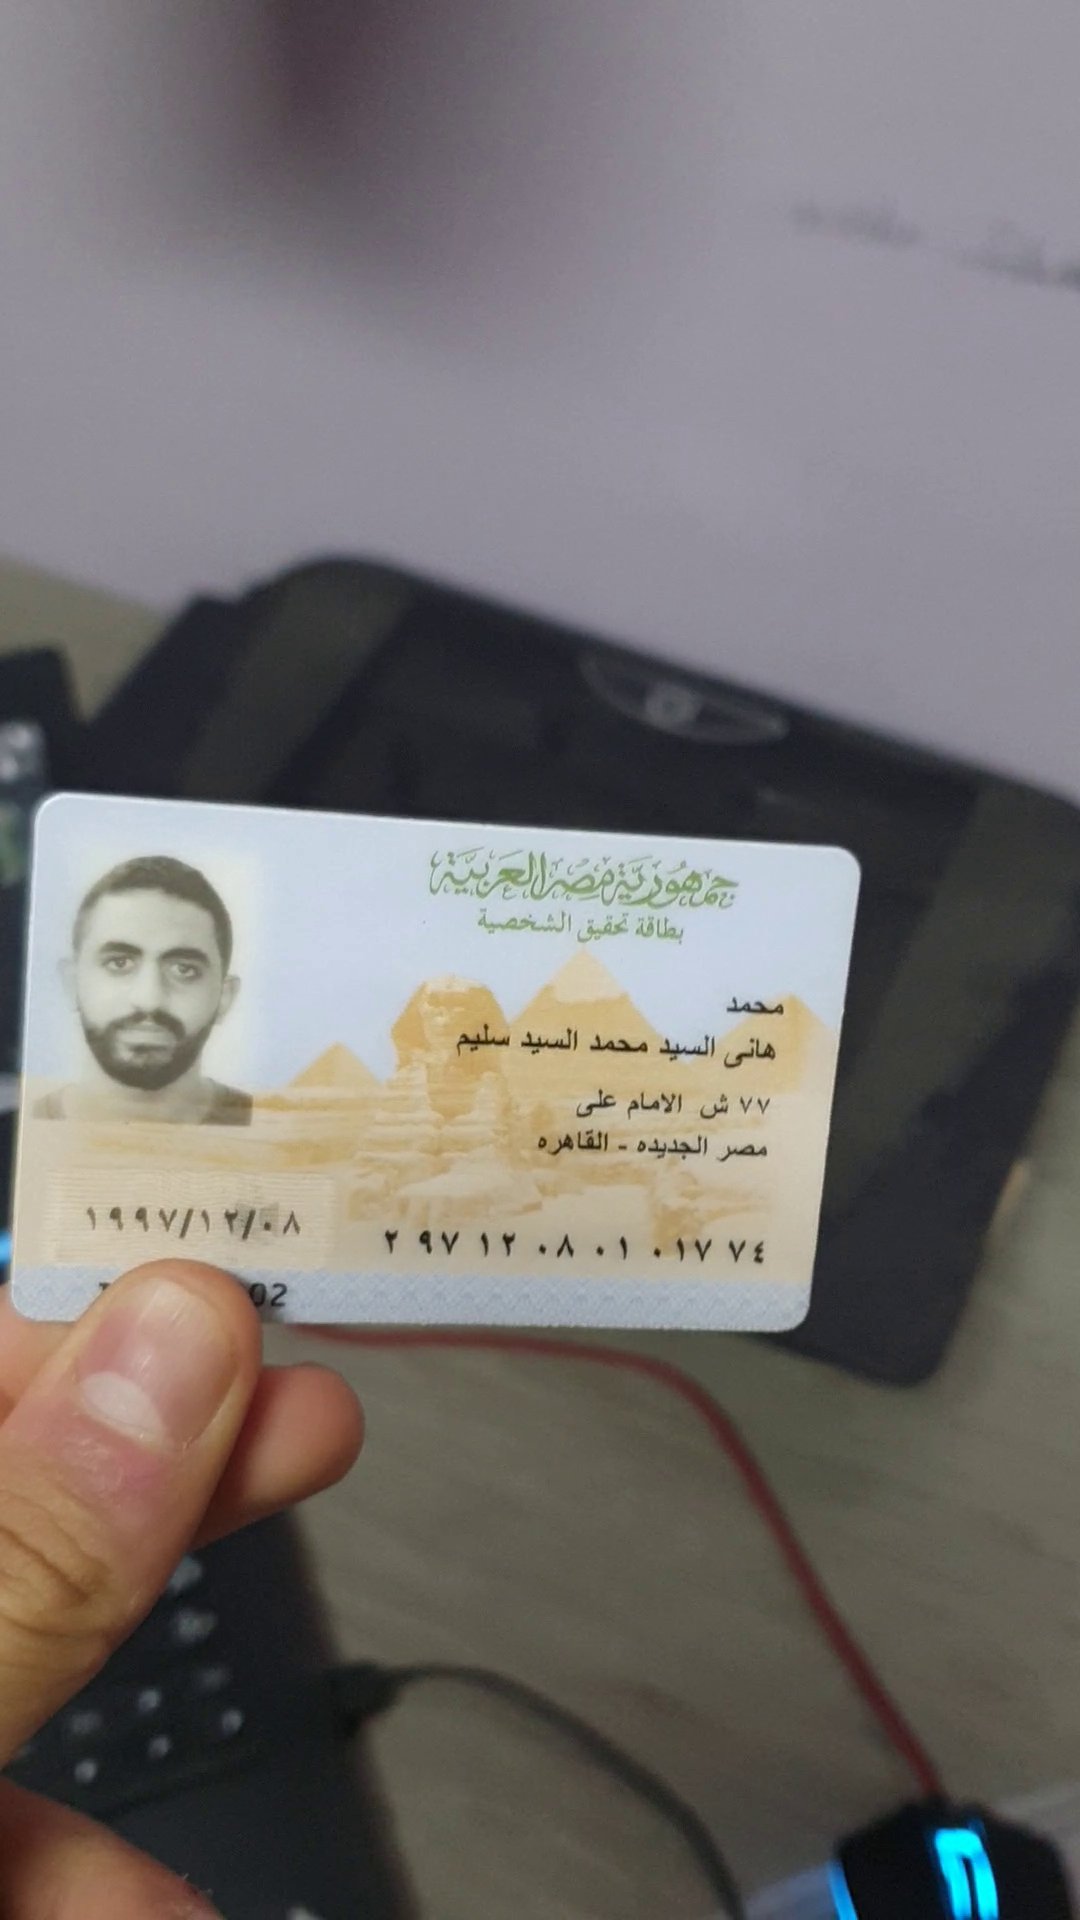 جمهورية مصر العربية
بطاقة تحقيق الشخصية
محمد
هانى السيد محمد السيد سليم
٧٧ ش الامام على
مصر الجديده - القاهره
١٩٩٧/١٢/٠٨
٢ ٩٧ ١٢ ٠٨ ٠١ ٠١٧ ٧٤
02